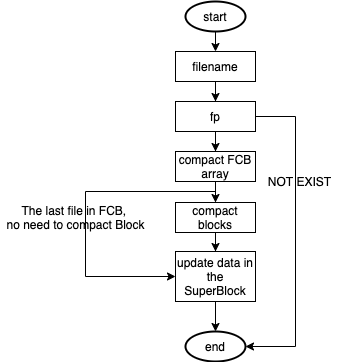 start
filename
fp
compact FCB
array
NOT EXIST
The last file in FCB,
no need to compact Block
compact
blocks
update data in
the
SuperBlock
end